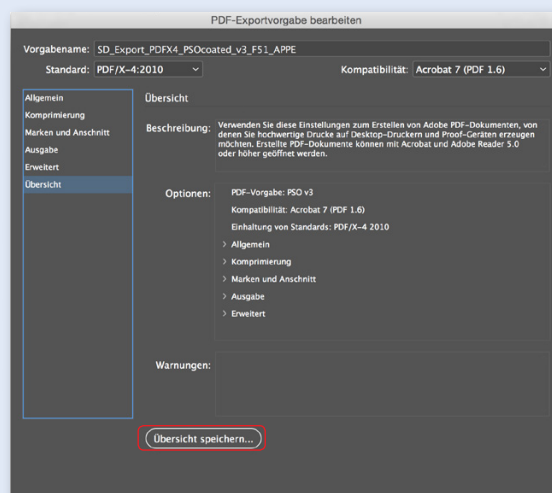 PDF-Exportvorgabe bearbeiten
Vorgabename: SD_Export_PDFX4_PSOcoated_v3_F51_APPE
Standard: PDF/X-4:2010 Kompatibilität: Acrobat 7 (PDF 1.6)
Allgemein
Komprimierung
Marken und Anschnitt
Ausgabe
Erweitert
Übersicht
Übersicht
Beschreibung: Verwenden Sie diese Einstellungen zum Erstellen von Adobe PDF-Dokumenten, von
denen Sie hochwertige Drucke auf Desktop-Druckern und Proof-Geräten erzeugen
möchten. Erstellte PDF-Dokumente können mit Acrobat und Adobe Reader 5.0
oder höher geöffnet werden.
Optionen: PDF-Vorgabe: PSO v3
Kompatibilität: Acrobat 7 (PDF 1.6)
Einhaltung von Standards: PDF/X-4 2010
> Allgemein
> Komprimierung
> Marken und Anschnitt
> Ausgabe
> Erweitert
Warnungen:
Übersicht speichern...